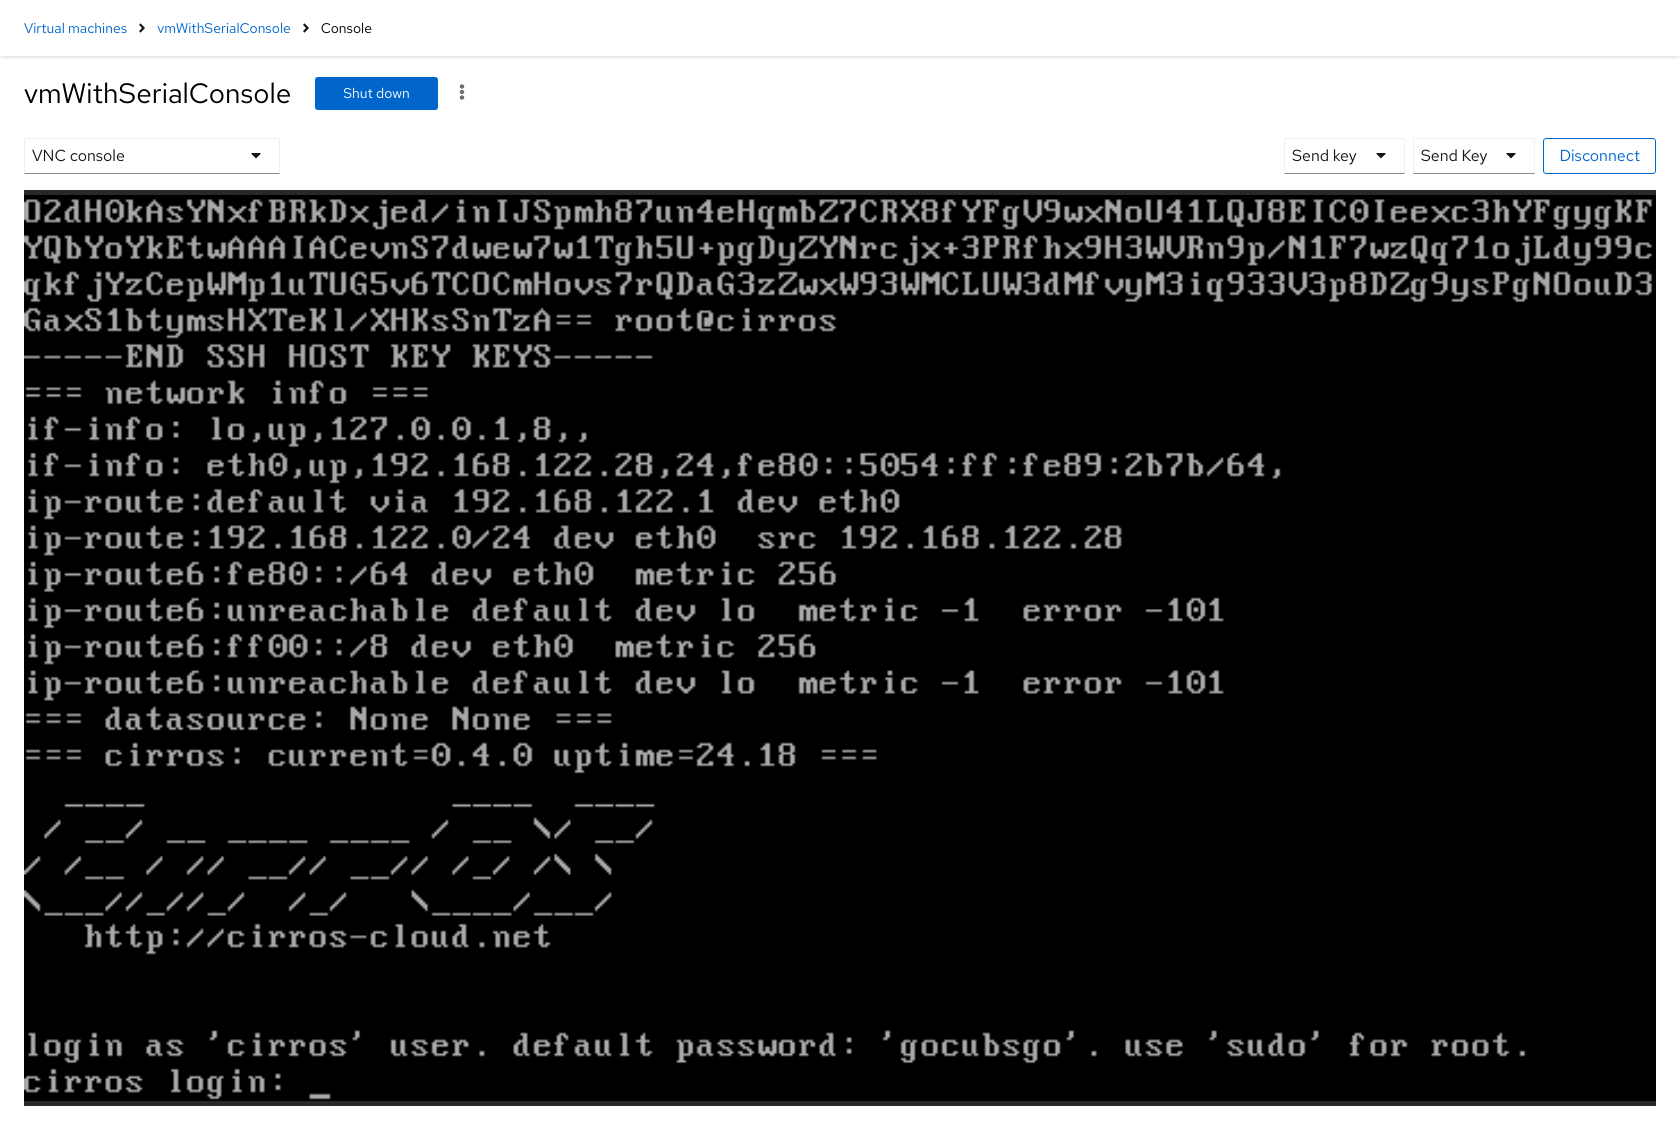 Virtual machines > vmWithSerialConsole > Console
vmWithSerialConsole Shut down
VNC console Send key Send Key Disconnect
O2dH0kAsYNxfBRkDxjed/inIJSpmh87un4eHqmbZ7CRX8fYFgV9wxNoU41LQJ8EIC0Ieexc3hYFgygKF
YQbYoYkEtwAAAIACevnS7dwew7w1Tgh5U+pgDyZYNrcjx+3PRfhx9H3WVRn9p/N1F7wzQq71ojLdy99c
qkfjYzCepWMp1uTUG5v6TCOCmHovs7rQDaG3zZwxW93WMCLUW3dMfvyM3iq933V3p8DZg9ysPgNOouD3
GaxS1btymsHXTeKl/XHKsSnTzA== root@cirros
-----END SSH HOST KEY KEYS-----
=== network info ===
if-info: lo,up,127.0.0.1,8,,
if-info: eth0,up,192.168.122.28,24,fe80::5054:ff:fe89:2b7b/64,
ip-route:default via 192.168.122.1 dev eth0
ip-route:192.168.122.0/24 dev eth0  src 192.168.122.28
ip-route6:fe80::/64 dev eth0  metric 256
ip-route6:unreachable default dev lo  metric -1  error -101
ip-route6:ff00::/8 dev eth0  metric 256
ip-route6:unreachable default dev lo  metric -1  error -101
=== datasource: None None ===
=== cirros: current=0.4.0 uptime=24.18 ===
  ____               ____  ____
 / __/ __ ____ ____ / __ \/ __/
/ /__ / // __// __// /_/ /\ \
\___//_//_/  /_/   \____/___/
   http://cirros-cloud.net
login as 'cirros' user. default password: 'gocubsgo'. use 'sudo' for root.
cirros login: _